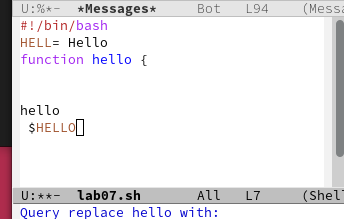 U:%*-  *Messages*     Bot   L94    (Messa
#!/bin/bash
HELL= Hello
function hello {
hello
 $HELLO
U:**-  lab07.sh       All   L7     (Shell
Query replace hello with: